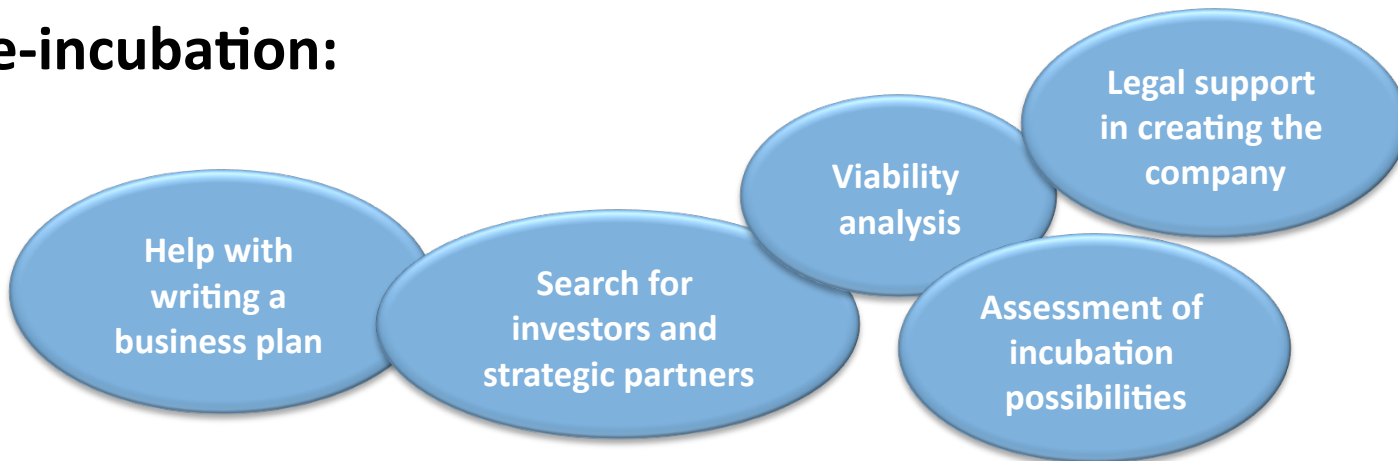 e-incubation:
Help with
writing a
business plan
Search for
investors and
strategic partners
Viability
analysis
Legal support
in creating the
company
Assessment of
incubation
possibilities